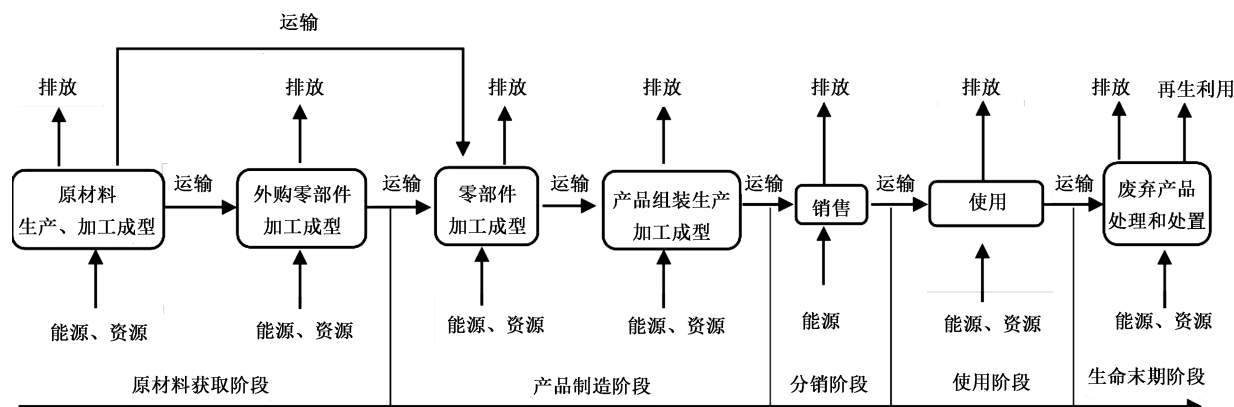 运输
排放
排放
排放
排放
排放
排放
排放
再生利用
原材料
生产、加工成型
运输
外购零部件
加工成型
运输
零部件
加工成型
运输
产品组装生产
加工成型
运输
销售
运输
使用
运输
废弃产品
处理和处置
能源、资源
能源、资源
能源、资源
能源、资源
能源
能源、资源
能源、资源
原材料获取阶段
产品制造阶段
分销阶段
使用阶段
生命末期阶段